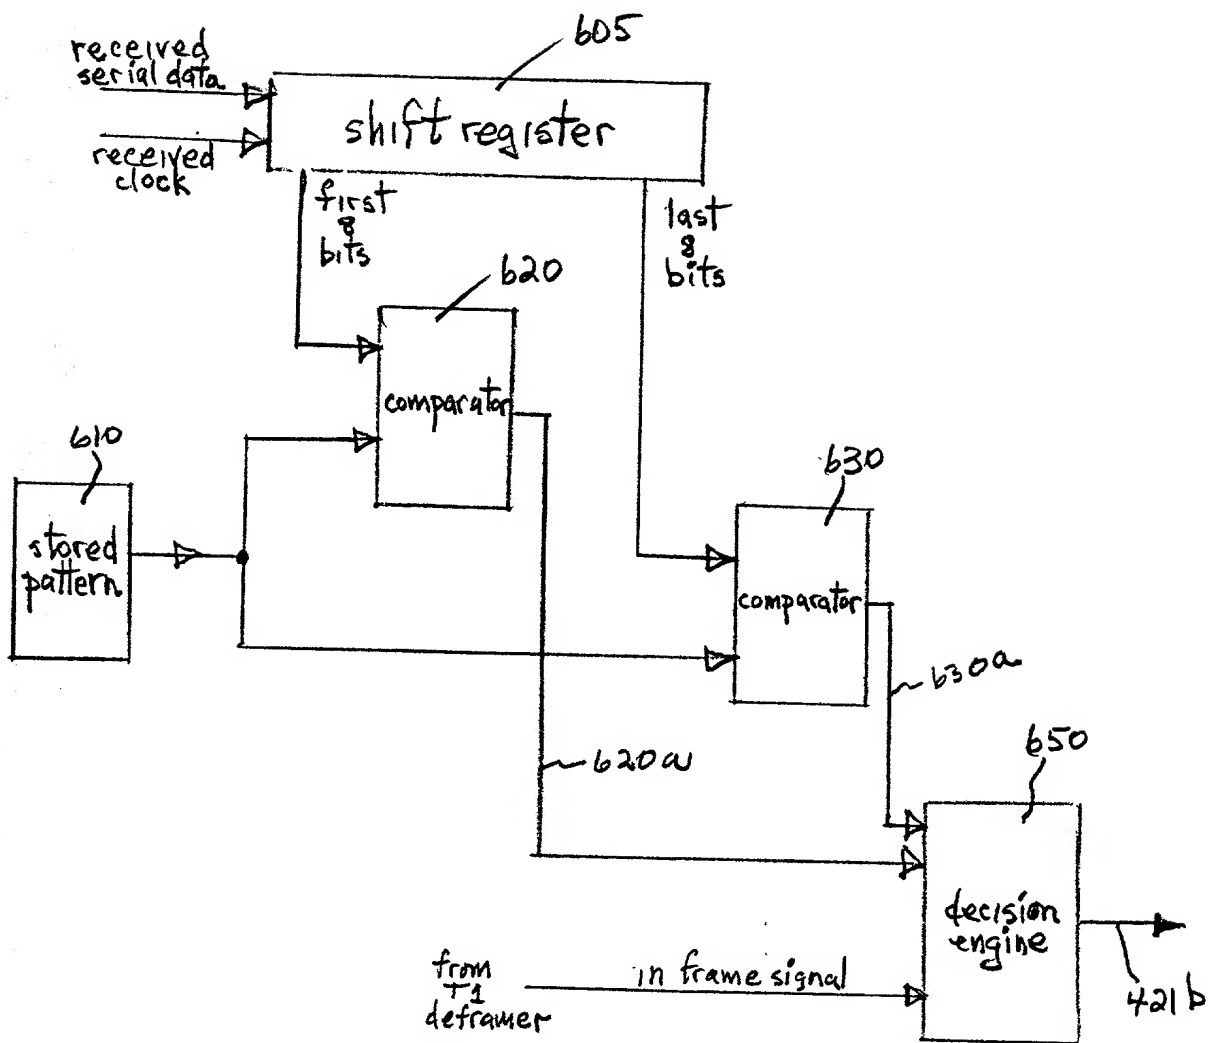 605
received
serial data
shift register
received
clock
first
8
bits
last
8
bits
620
comparator
610
630
stored
pattern
comparator
630a
620a
650
decision
engine
from
T1
deframer
in frame signal
421b